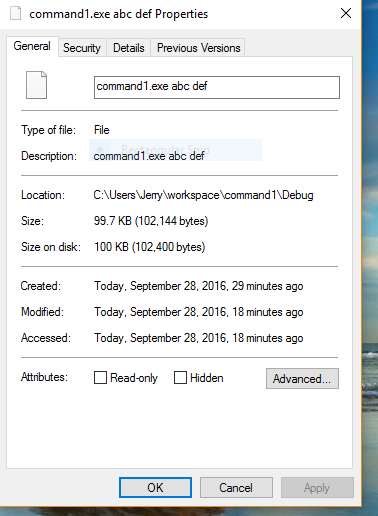 command1.exe abc def Properties
General Security Details Previous Versions
command1.exe abc def
Type of file: File
Rectangular Snip
Description: command1.exe abc def
Location: C:\Users\Jerry\workspace\command1\Debug
Size: 99.7 KB (102,144 bytes)
Size on disk: 100 KB (102,400 bytes)
Created: Today, September 28, 2016, 29 minutes ago
Modified: Today, September 28, 2016, 18 minutes ago
Accessed: Today, September 28, 2016, 18 minutes ago
Attributes: Read-only Hidden Advanced...
OK Cancel Apply